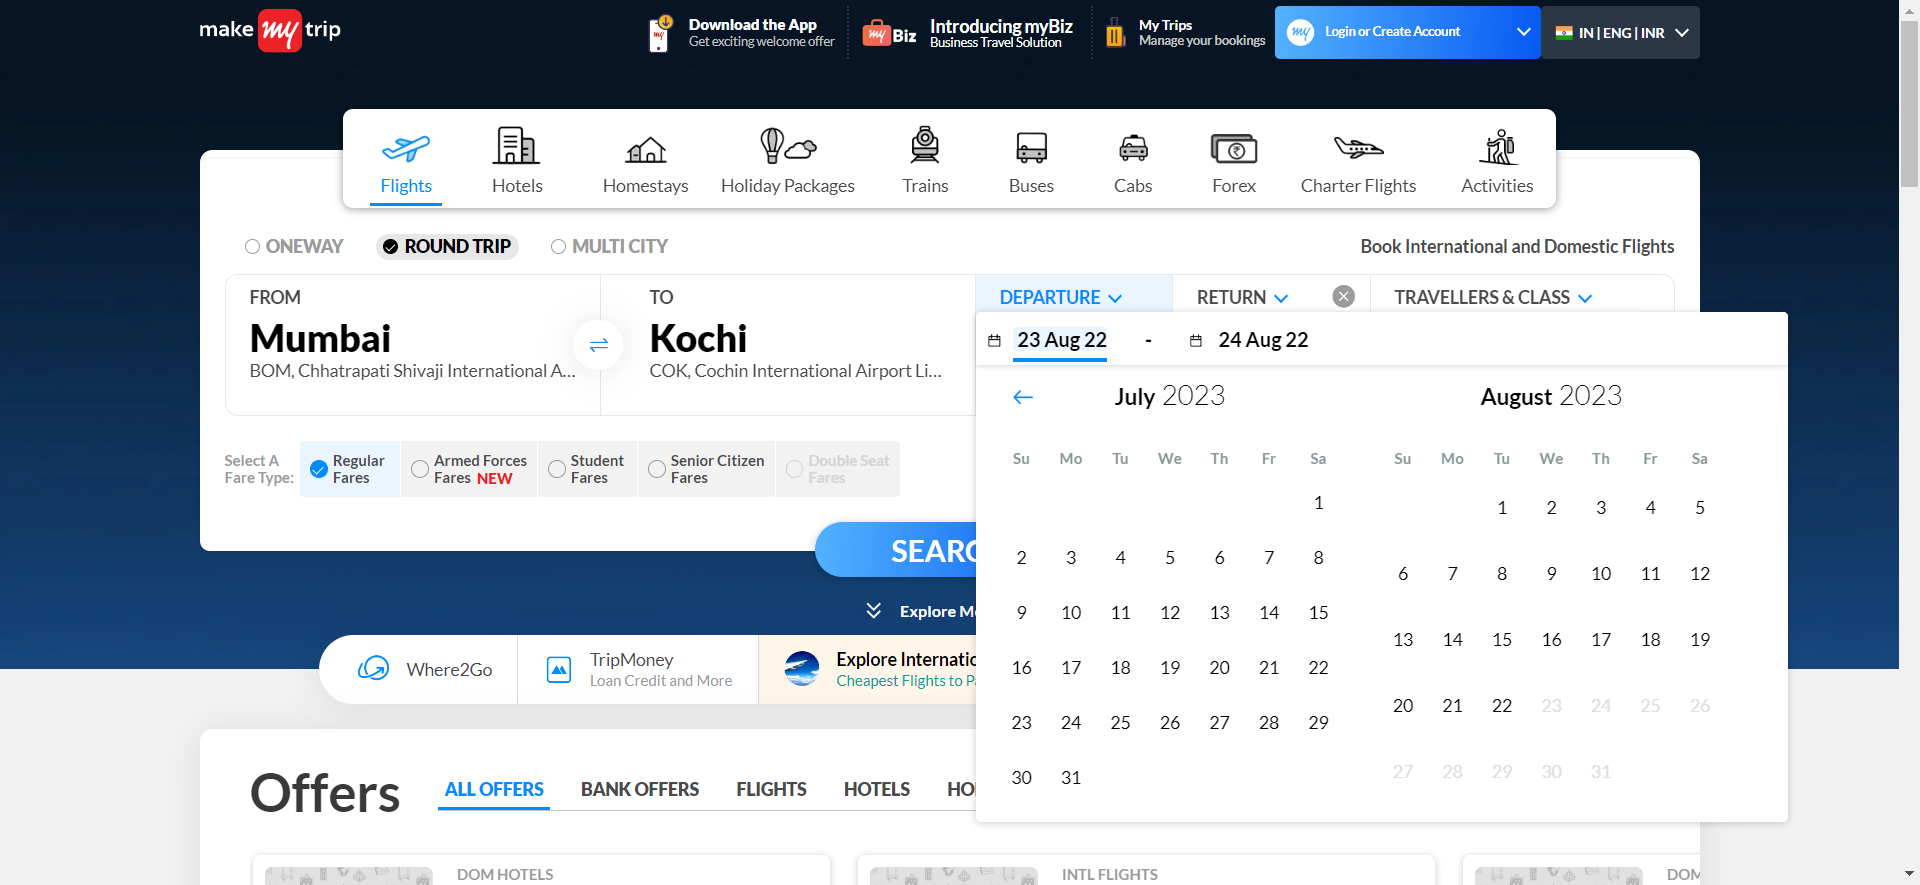 make my trip
Download the App
Get exciting welcome offer
my Biz
Introducing myBiz
Business Travel Solution
My Trips
Manage your bookings
my
Login or Create Account
IN | ENG | INR
Flights
Hotels
Homestays
Holiday Packages
Trains
Buses
Cabs
Forex
Charter Flights
Activities
ONEWAY
ROUND TRIP
MULTI CITY
Book International and Domestic Flights
FROM
Mumbai
BOM, Chhatrapati Shivaji International A...
TO
Kochi
COK, Cochin International Airport Li...
DEPARTURE
RETURN
TRAVELLERS & CLASS
23 Aug 22 - 24 Aug 22
July 2023
Su Mo Tu We Th Fr Sa
1
2 3 4 5 6 7 8
9 10 11 12 13 14 15
16 17 18 19 20 21 22
23 24 25 26 27 28 29
30 31
August 2023
Su Mo Tu We Th Fr Sa
1 2 3 4 5
6 7 8 9 10 11 12
13 14 15 16 17 18 19
20 21 22 23 24 25 26
27 28 29 30 31
Select A
Fare Type:
Regular
Fares
Armed Forces
Fares NEW
Student
Fares
Senior Citizen
Fares
Double Seat
Fares
SEARC
Explore Mo
Where2Go
TripMoney
Loan Credit and More
Explore Internatio
Cheapest Flights to Pa
Offers
ALL OFFERS
BANK OFFERS
FLIGHTS
HOTELS
HO
DOM HOTELS
INTL FLIGHTS
DOM